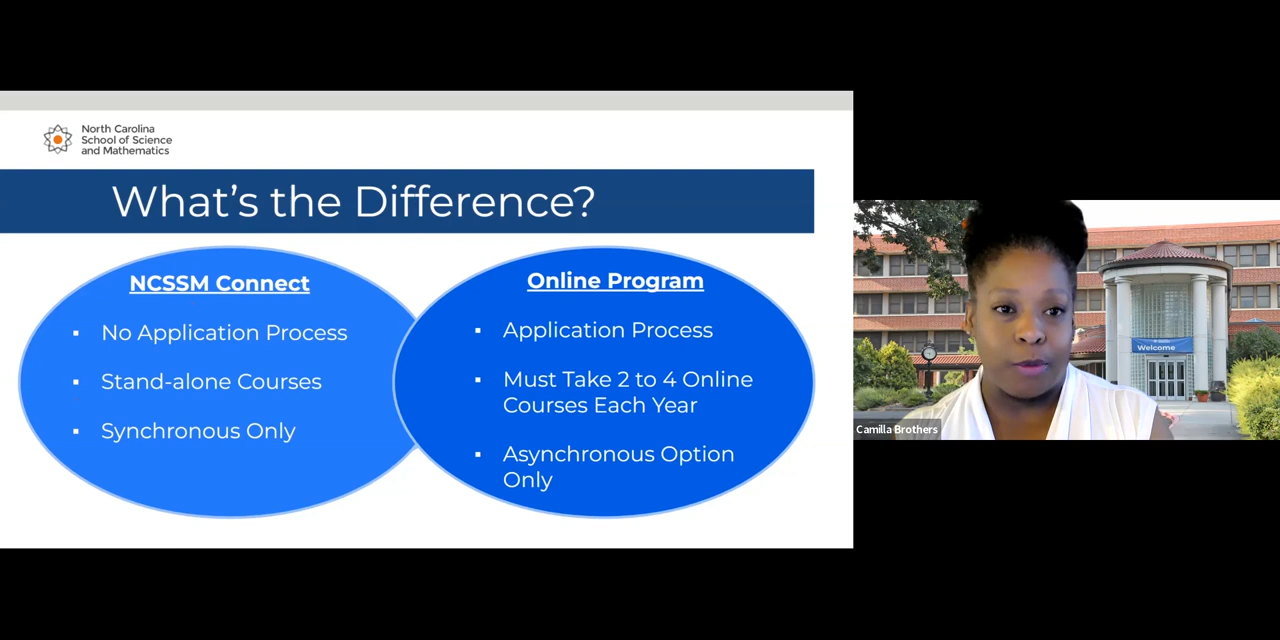 North Carolina
School of Science
and Mathematics
What's the Difference?
NCSSM Connect
▪ No Application Process
▪ Stand-alone Courses
▪ Synchronous Only
Online Program
▪ Application Process
▪ Must Take 2 to 4 Online
Courses Each Year
▪ Asynchronous Option
Only
Welcome
Camilla Brothers